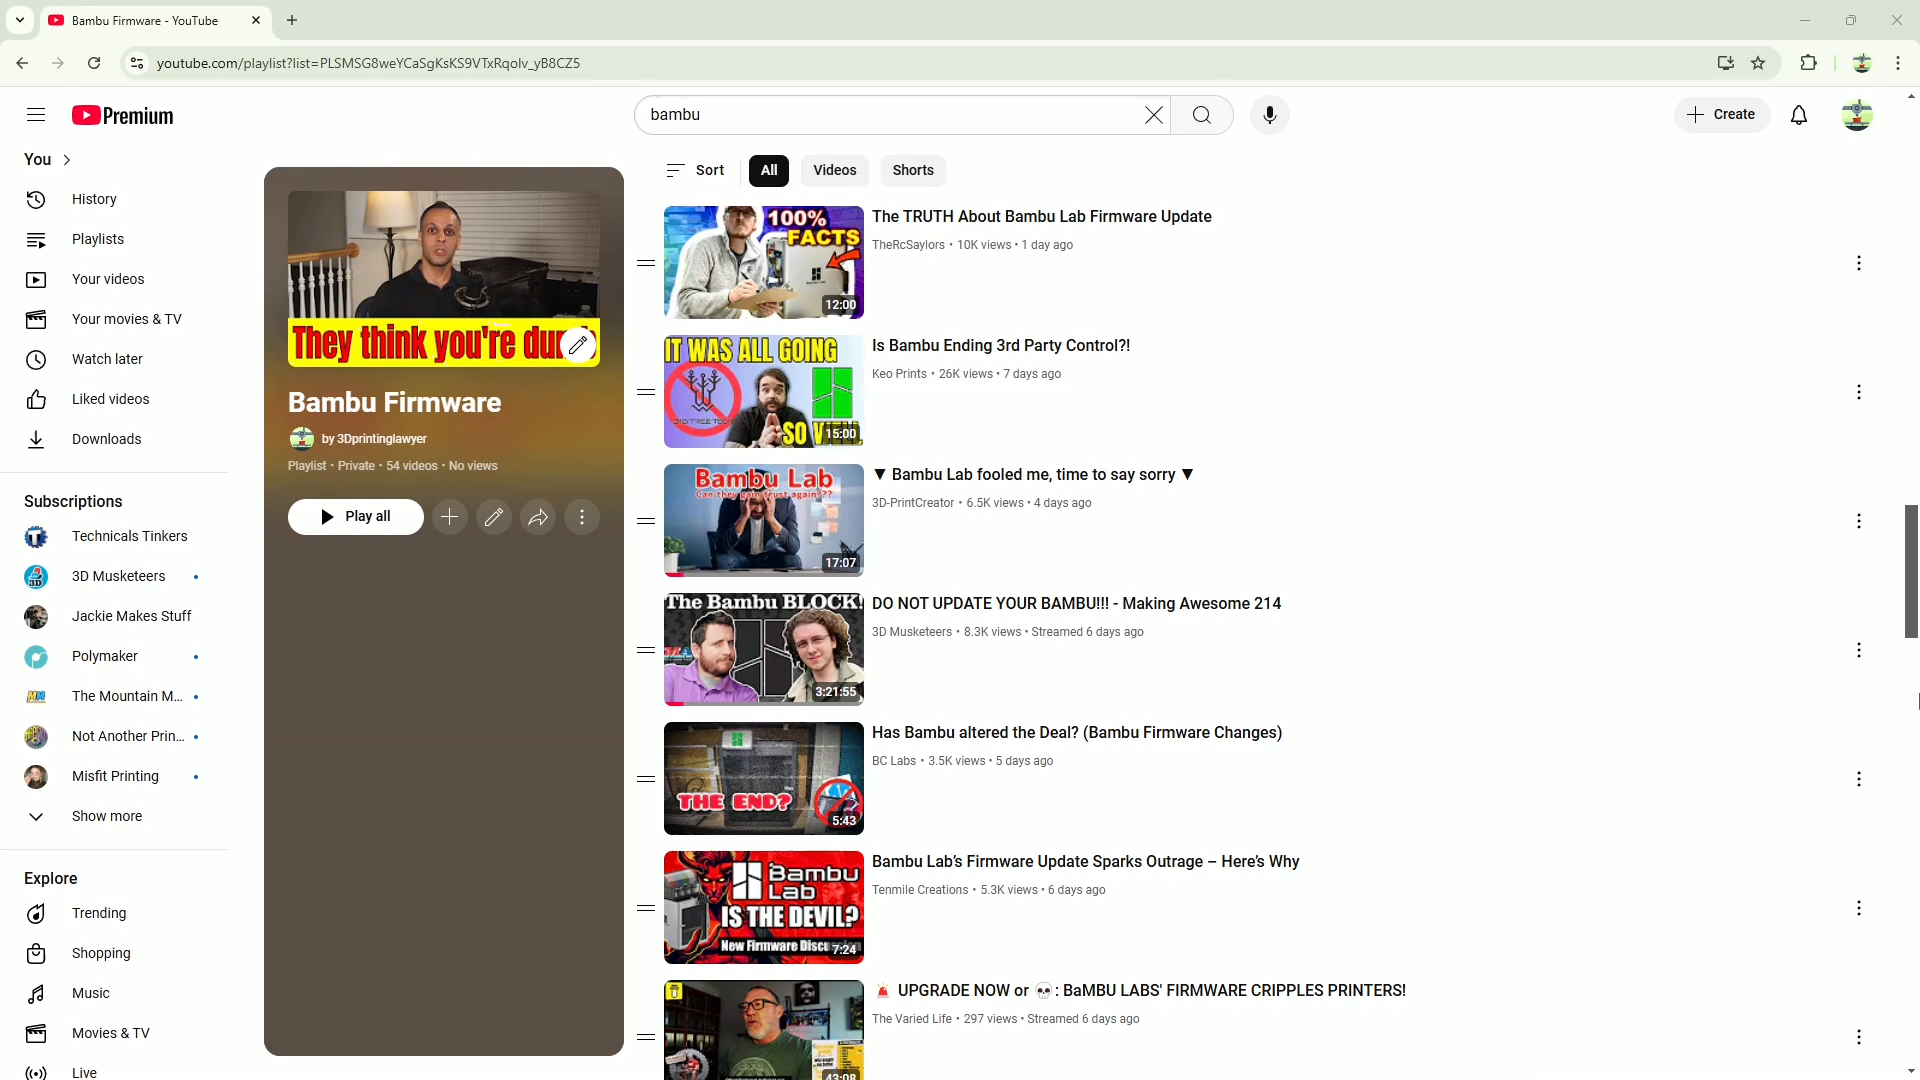 Bambu Firmware - YouTube
youtube.com/playlist?list=PLSMSG8weYCaSgKsKS9VTxRqolv_yB8CZ5
Premium
bambu
Create
You
History
Playlists
Your videos
Your movies & TV
Watch later
Liked videos
Downloads
Subscriptions
Technicals Tinkers
3D Musketeers
Jackie Makes Stuff
Polymaker
The Mountain M...
Not Another Prin...
Misfit Printing
Show more
Explore
Trending
Shopping
Music
Movies & TV
Live
They think you're
Bambu Firmware
by 3Dprintinglawyer
Playlist • Private • 54 videos • No views
Play all
Sort
All
Videos
Shorts
100%
FACTS
12:00
The TRUTH About Bambu Lab Firmware Update
TheRcSaylors • 10K views • 1 day ago
IT WAS ALL GOING
SO
15:00
Is Bambu Ending 3rd Party Control?!
Keo Prints • 26K views • 7 days ago
Bambu Lab
Can they gain trust again???
17:07
▼ Bambu Lab fooled me, time to say sorry ▼
3D-PrintCreator • 6.5K views • 4 days ago
The Bambu BLOCK!
3:21:55
DO NOT UPDATE YOUR BAMBU!!! - Making Awesome 214
3D Musketeers • 8.3K views • Streamed 6 days ago
THE END?
5:43
Has Bambu altered the Deal? (Bambu Firmware Changes)
BC Labs • 3.5K views • 5 days ago
Bambu
Lab
IS THE DEVIL?
New Firmware
7:24
Bambu Lab’s Firmware Update Sparks Outrage – Here’s Why
Tenmile Creations • 5.3K views • 6 days ago
43:08
🚨 UPGRADE NOW or 💀: BaMBU LABS' FIRMWARE CRIPPLES PRINTERS!
The Varied Life • 297 views • Streamed 6 days ago